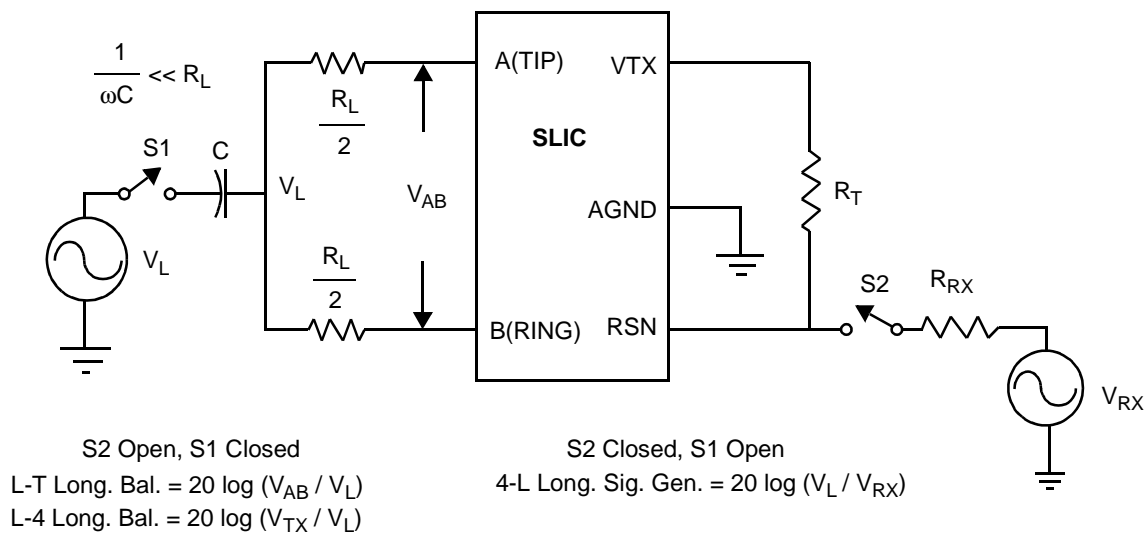 1
ωC
<< R_L
S1
C
V_L
V_L
R_L
2
R_L
2
V_AB
A(TIP)
VTX
SLIC
AGND
B(RING)
RSN
R_T
S2
R_RX
V_RX
S2 Open, S1 Closed
L-T Long. Bal. = 20 log (V_AB / V_L)
L-4 Long. Bal. = 20 log (V_TX / V_L)
S2 Closed, S1 Open
4-L Long. Sig. Gen. = 20 log (V_L / V_RX)